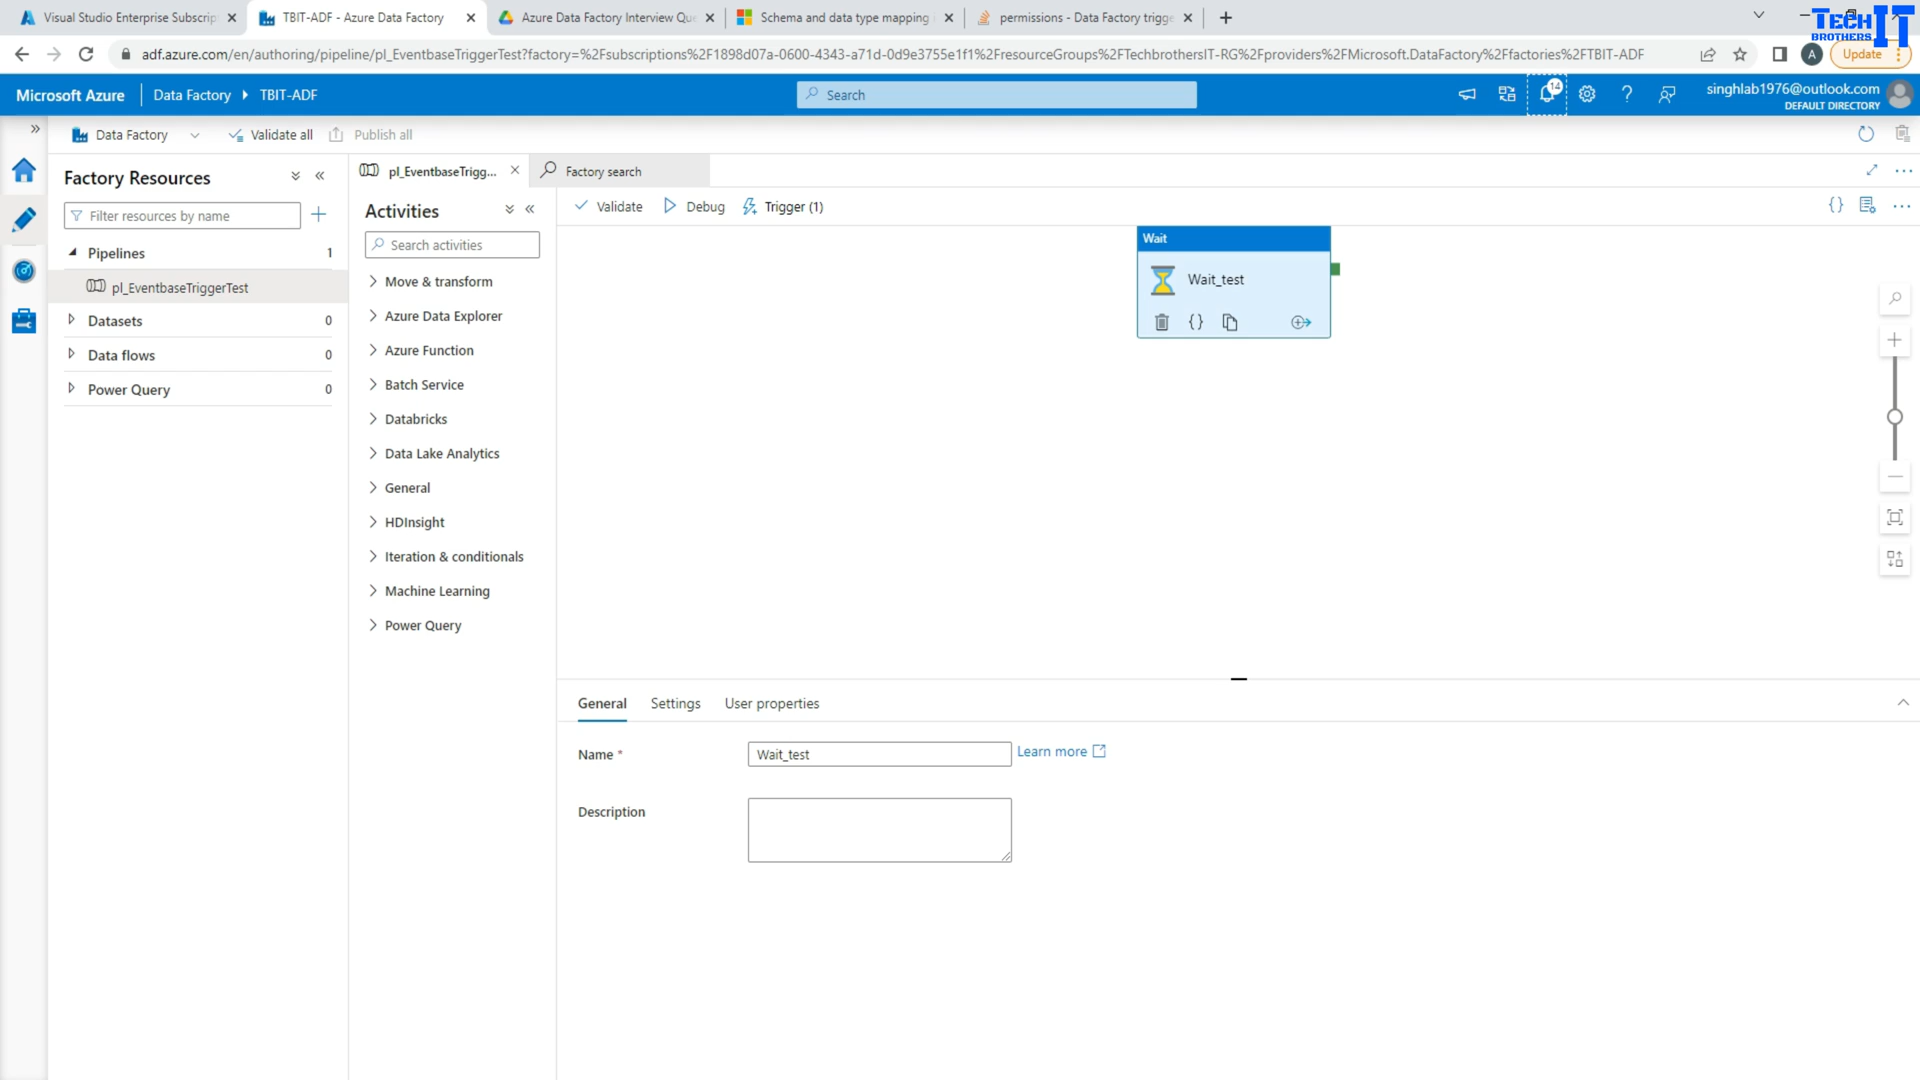 Visual Studio Enterprise Subscrip
TBIT-ADF - Azure Data Factory
Azure Data Factory Interview Que
Schema and data type mapping
permissions - Data Factory trigge
TECH IT
BROTHERS
adf.azure.com/en/authoring/pipeline/pl_EventbaseTriggerTest?factory=%2Fsubscriptions%2F1898d07a-0600-4343-a71d-0d9e3755e1f1%2FresourceGroups%2FTechbrothersIT-RG%2Fproviders%2FMicrosoft.DataFactory%2Ffactories%2FTBIT-ADF
A
Update
Microsoft Azure
Data Factory
TBIT-ADF
Search
14
singhlab1976@outlook.com
DEFAULT DIRECTORY
Data Factory
Validate all
Publish all
Factory Resources
pl_EventbaseTrigg...
Factory search
Filter resources by name
Activities
Validate
Debug
Trigger (1)
Search activities
Pipelines 1
pl_EventbaseTriggerTest
Datasets 0
Data flows 0
Power Query 0
Move & transform
Azure Data Explorer
Azure Function
Batch Service
Databricks
Data Lake Analytics
General
HDInsight
Iteration & conditionals
Machine Learning
Power Query
Wait
Wait_test
General
Settings
User properties
Name *
Wait_test
Learn more
Description